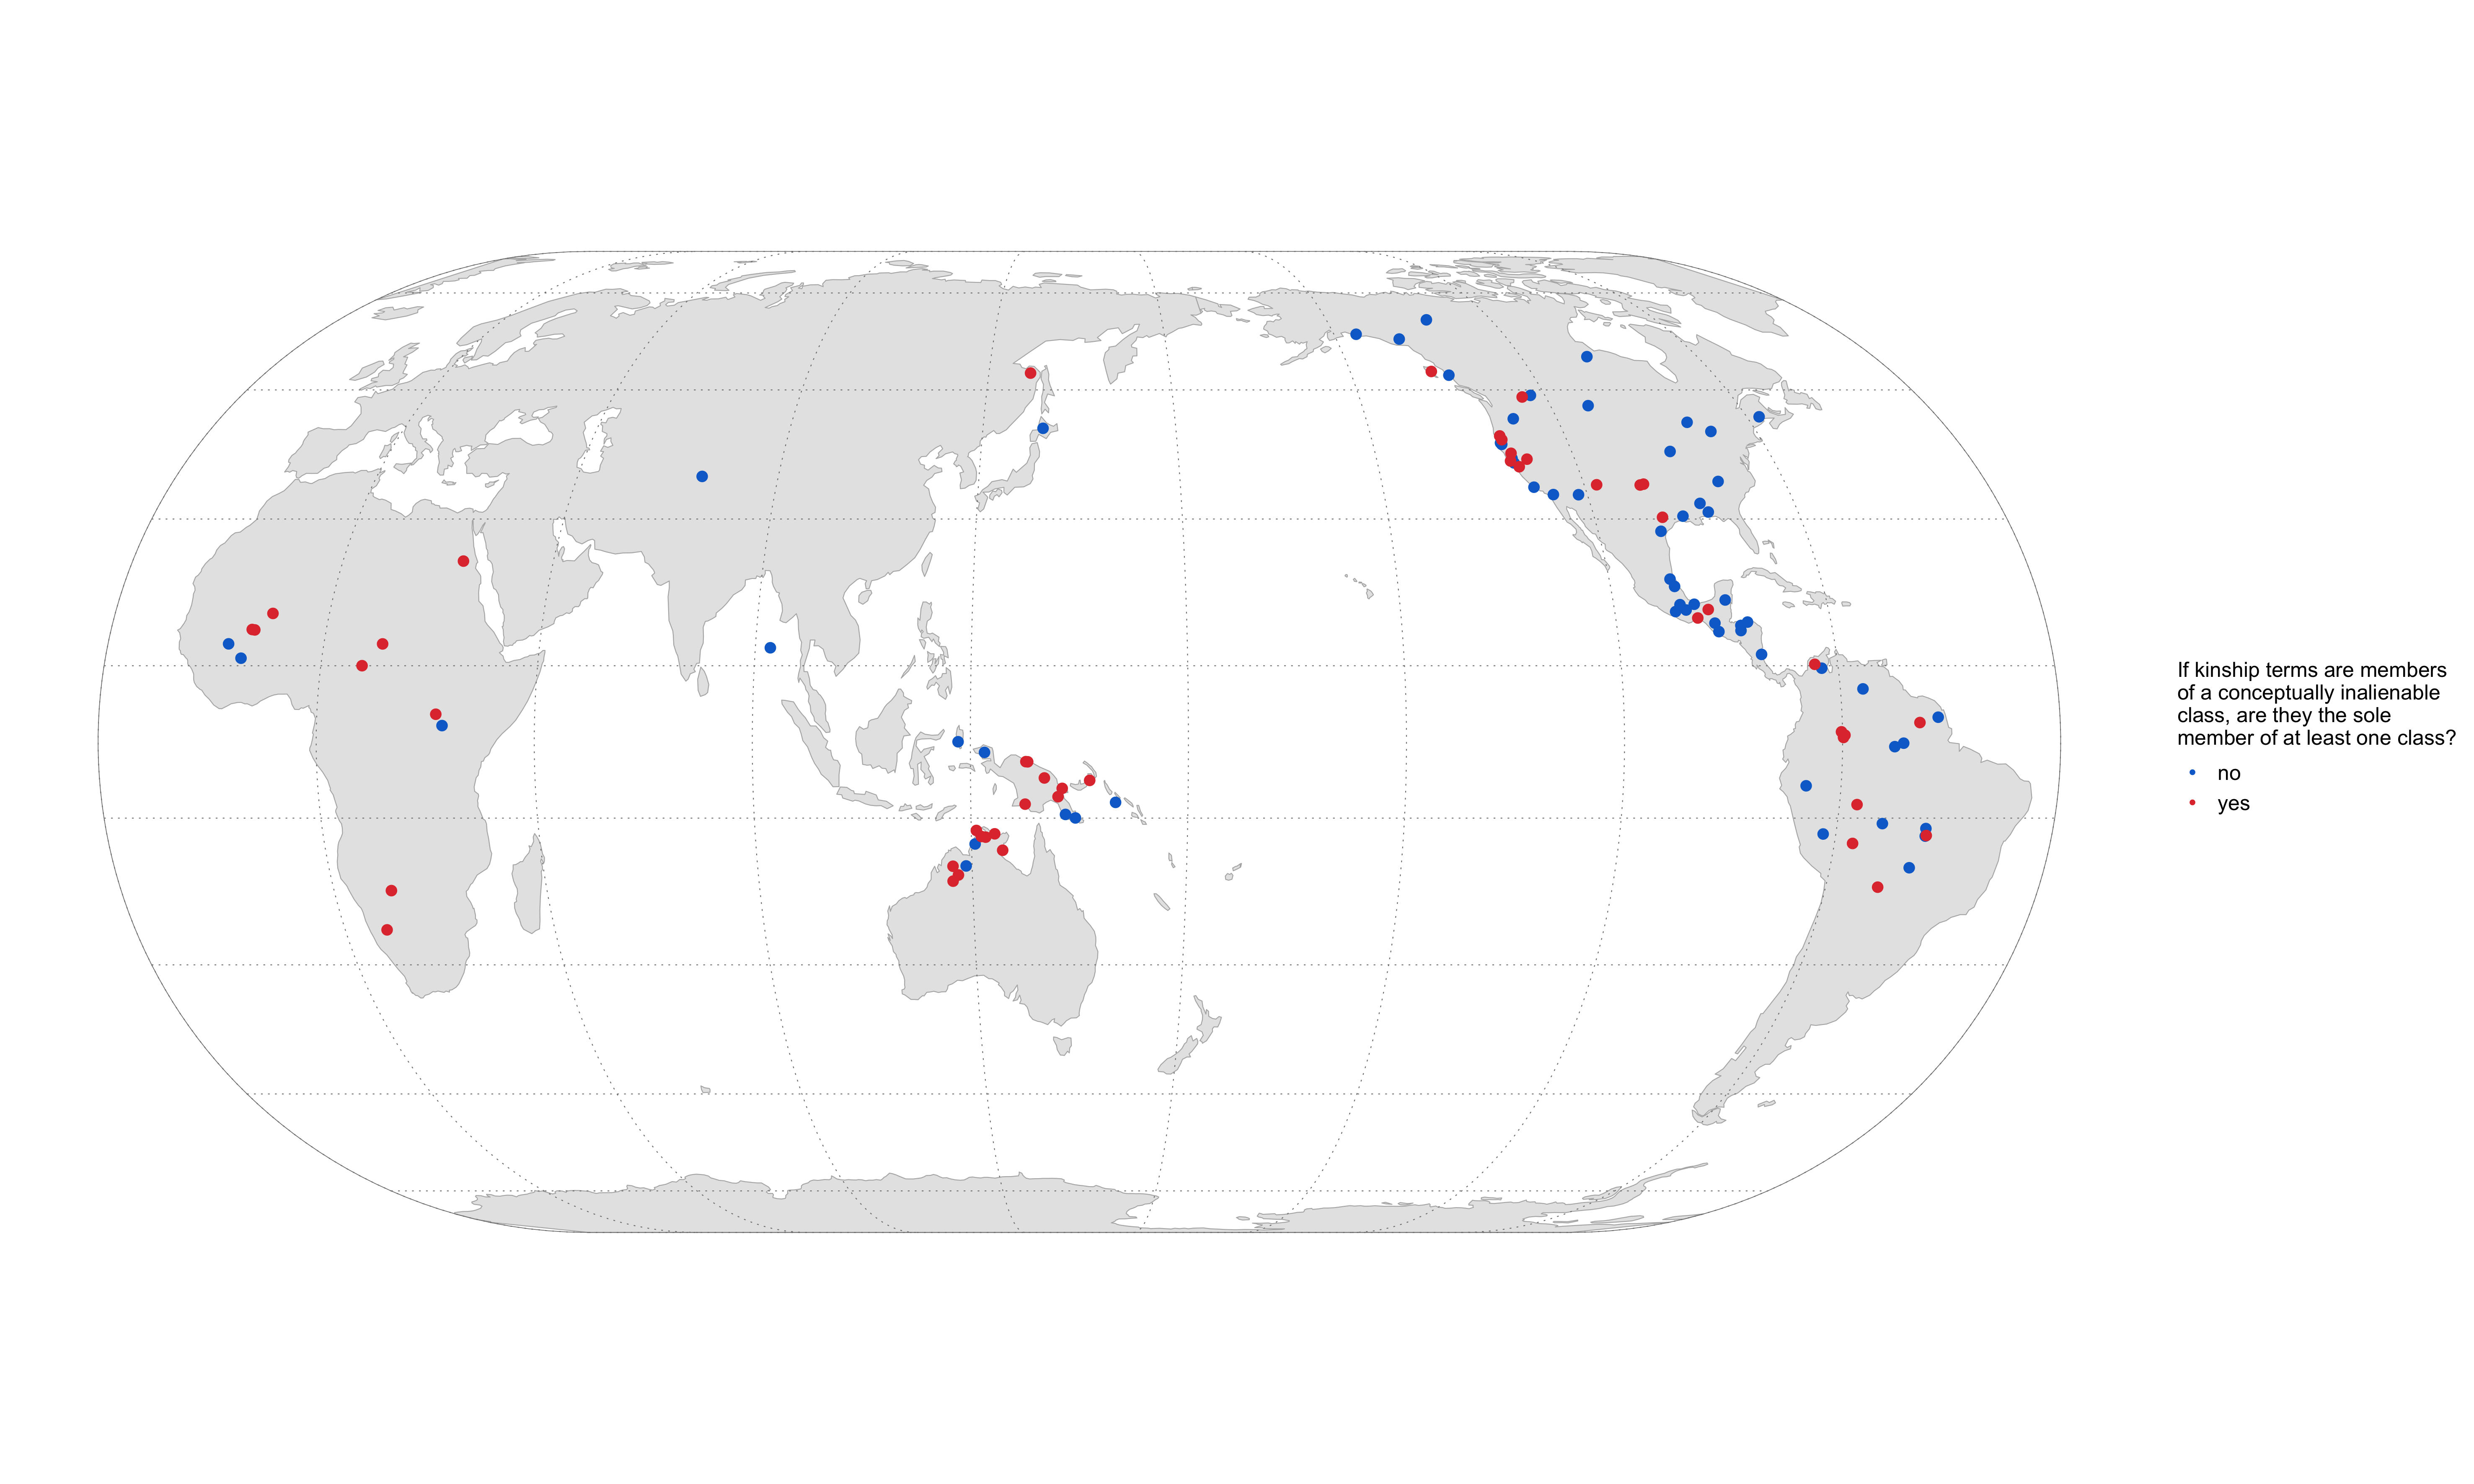 If kinship terms are members
of a conceptually inalienable
class, are they the sole
member of at least one class?
no
yes